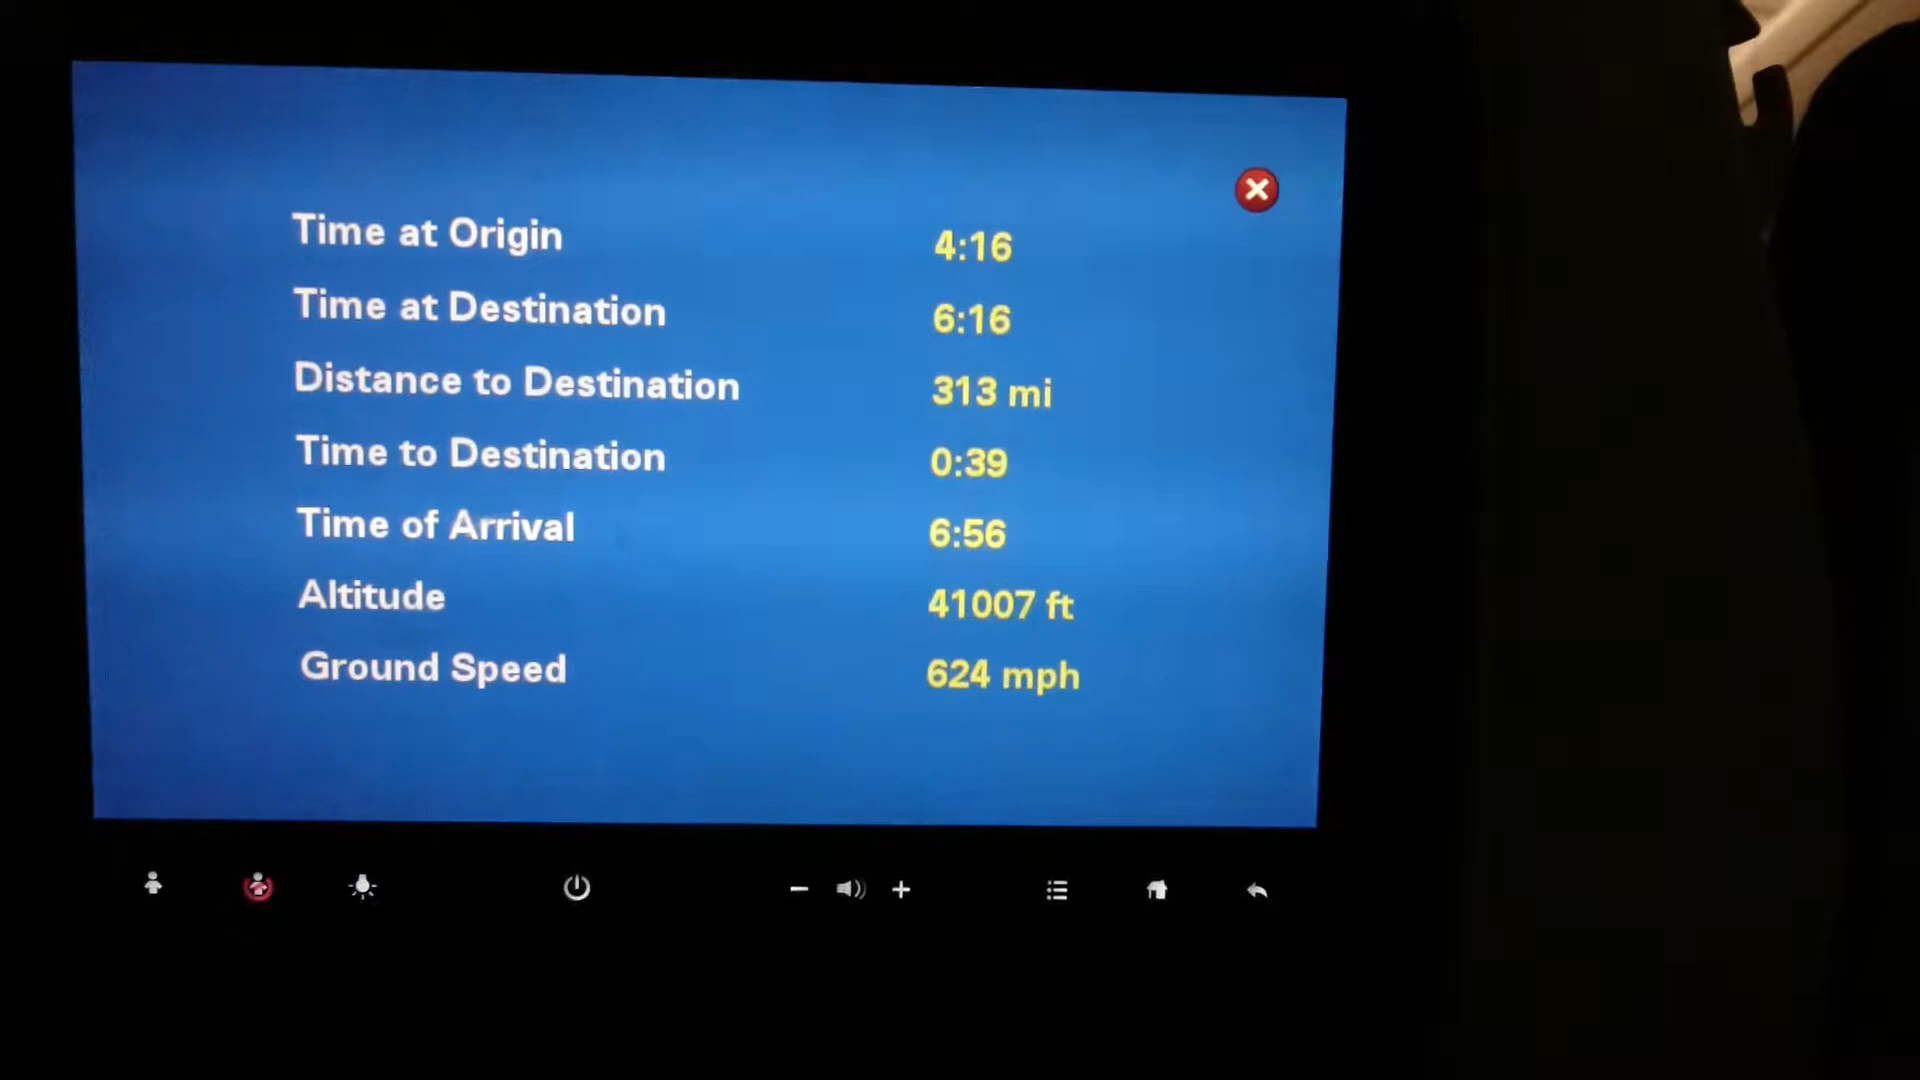 Time at Origin 4:16
Time at Destination 6:16
Distance to Destination 313 mi
Time to Destination 0:39
Time of Arrival 6:56
Altitude 41007 ft
Ground Speed 624 mph